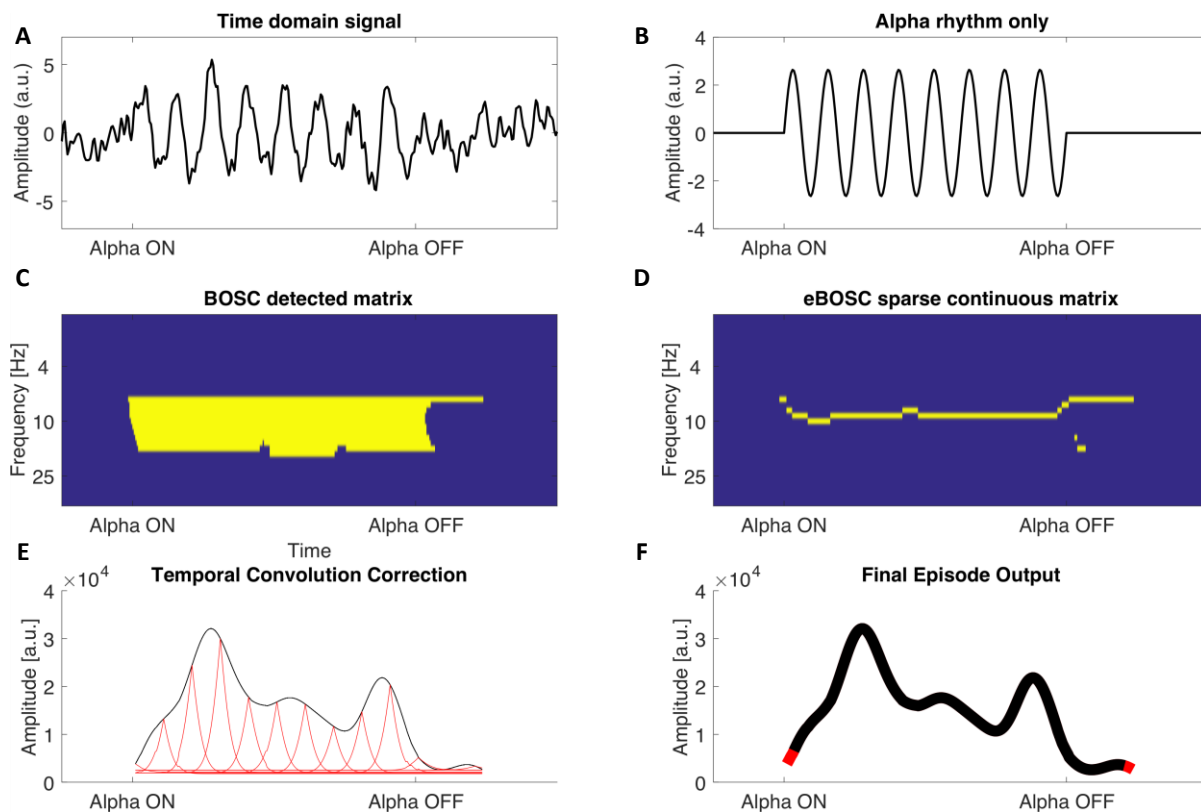 A
Time domain signal
Amplitude (a.u.)
5
0
-5
Alpha ON
Alpha OFF
B
Alpha rhythm only
Amplitude (a.u.)
4
2
0
-2
-4
Alpha ON
Alpha OFF
C
BOSC detected matrix
Frequency [Hz]
4
10
25
Alpha ON
Alpha OFF
Time
D
eBOSC sparse continuous matrix
Frequency [Hz]
4
10
25
Alpha ON
Alpha OFF
E
Temporal Convolution Correction
×10⁴
Amplitude [a.u.]
4
3
2
1
0
Alpha ON
Alpha OFF
F
Final Episode Output
×10⁴
Amplitude [a.u.]
4
3
2
1
0
Alpha ON
Alpha OFF